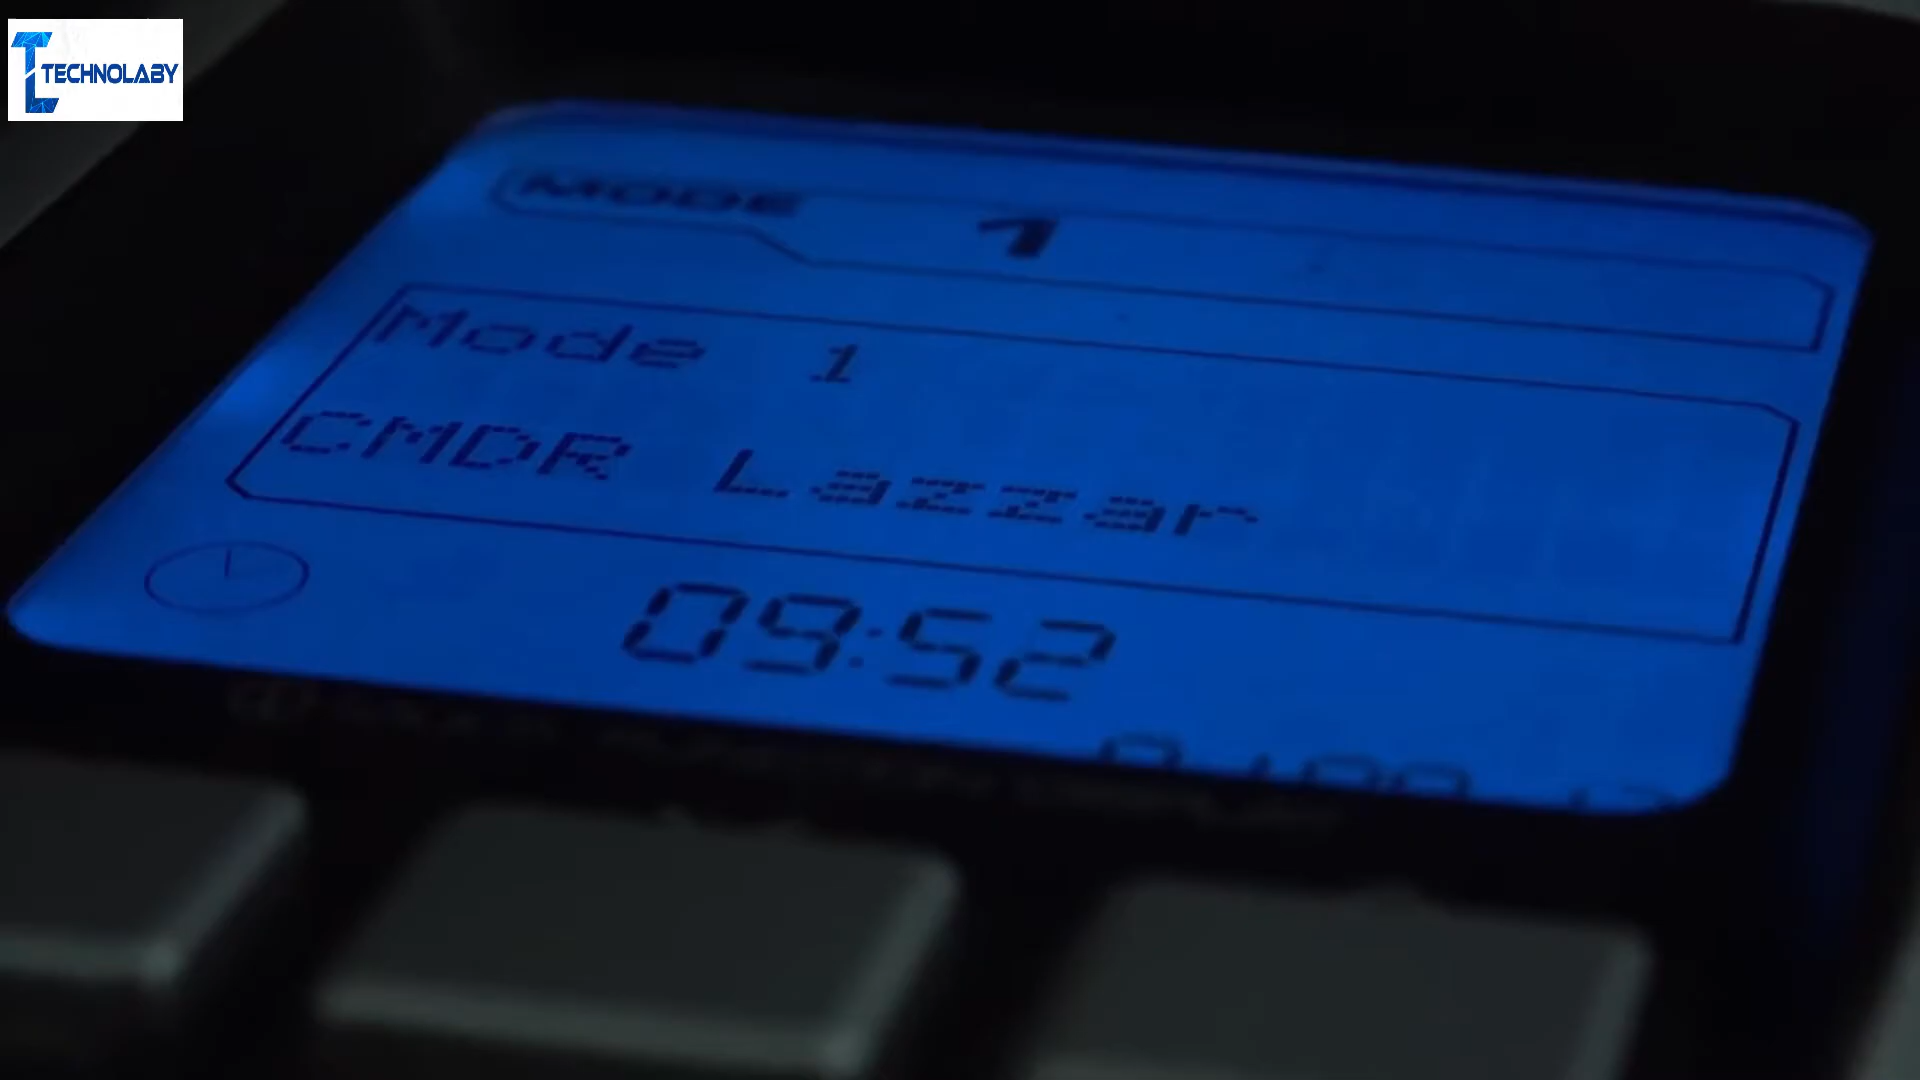 TECHNOLABY
MODE 1
Mode 1
CMDR Lazzar
09:52